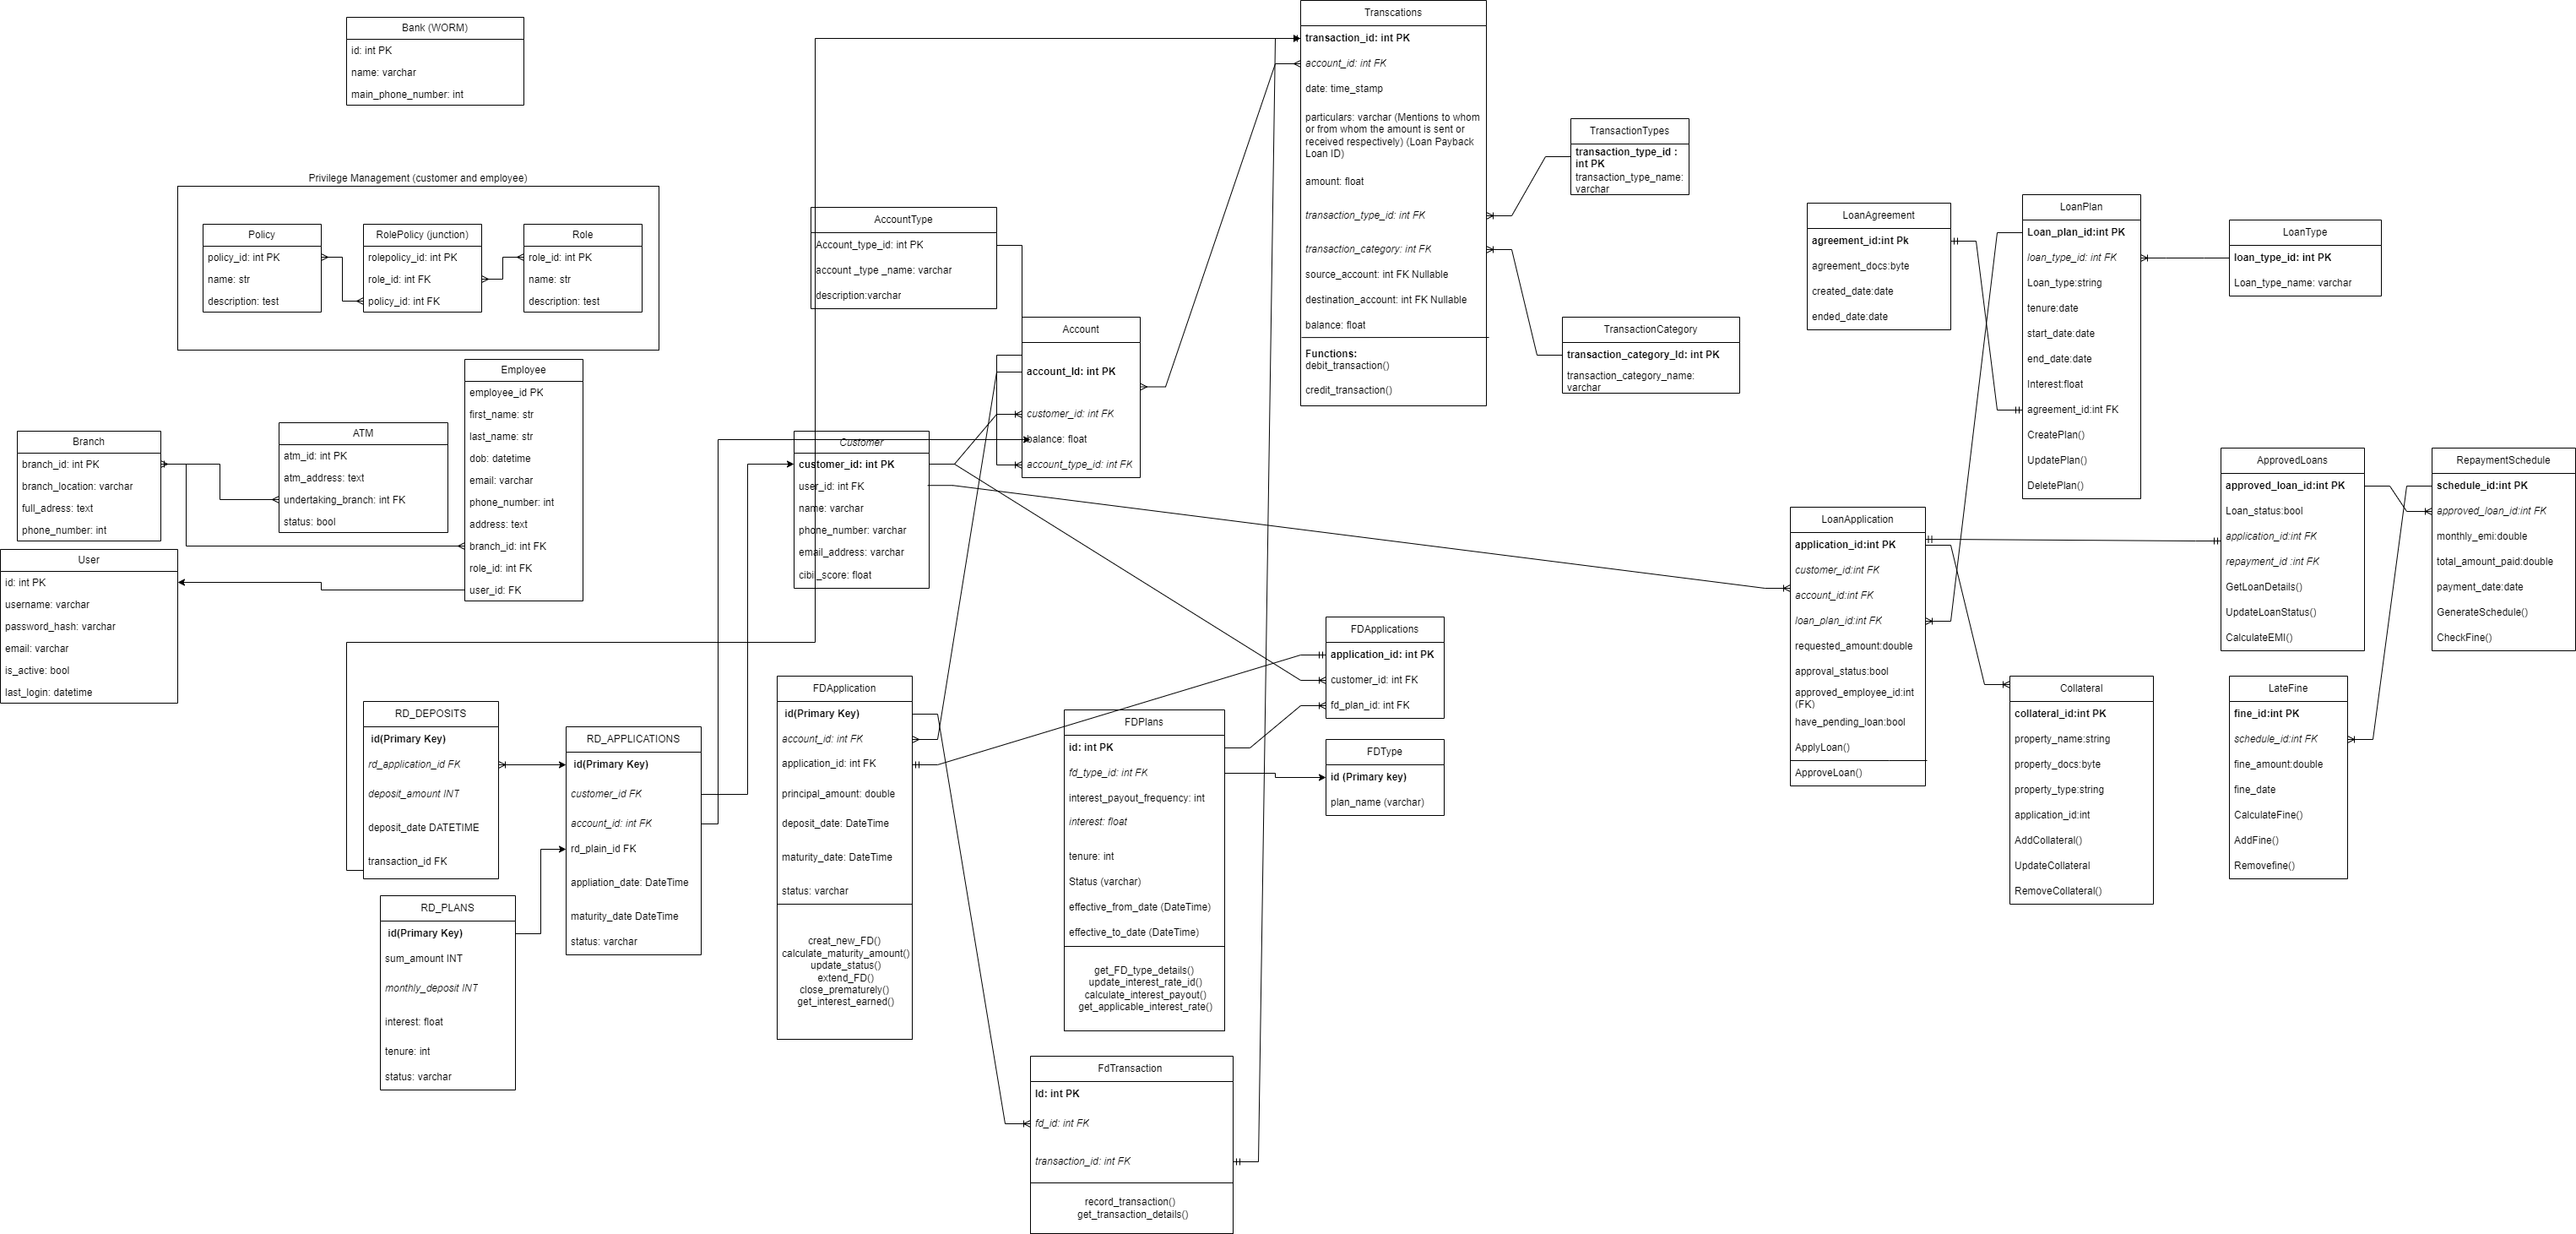 Bank (WORM)
id: int PK
name: varchar
main_phone_number: int
Privilege Management (customer and employee)
Policy
policy_id: int PK
name: str
description: test
RolePolicy (junction)
rolepolicy_id: int PK
role_id: int FK
policy_id: int FK
Role
role_id: int PK
name: str
description: test
Employee
employee_id PK
first_name: str
last_name: str
dob: datetime
email: varchar
phone_number: int
address: text
branch_id: int FK
role_id: int FK
user_id: FK
Branch
branch_id: int PK
branch_location: varchar
full_adress: text
phone_number: int
ATM
atm_id: int PK
atm_address: text
undertaking_branch: int FK
status: bool
User
id: int PK
username: varchar
password_hash: varchar
email: varchar
is_active: bool
last_login: datetime
AccountType
Account_type_id: int PK
account _type _name: varchar
description:varchar
Account
account_Id: int PK
customer_id: int FK
balance: float
account_type_id: int FK
Customer
customer_id: int PK
user_id: int FK
name: varchar
phone_number: varchar
email_address: varchar
cibil_score: float
Transcations
transaction_id: int PK
account_id: int FK
date: time_stamp
particulars: varchar (Mentions to whom
or from whom the amount is sent or
received respectively) (Loan Payback
Loan ID)
amount: float
transaction_type_id: int FK
transaction_category: int FK
source_account: int FK Nullable
destination_account: int FK Nullable
balance: float
Functions:
debit_transaction()
credit_transaction()
TransactionTypes
transaction_type_id :
int PK
transaction_type_name:
varchar
TransactionCategory
transaction_category_Id: int PK
transaction_category_name:
varchar
LoanAgreement
agreement_id:int Pk
agreement_docs:byte
created_date:date
ended_date:date
LoanPlan
Loan_plan_id:int PK
loan_type_id: int FK
Loan_type:string
tenure:date
start_date:date
end_date:date
Interest:float
agreement_id:int FK
CreatePlan()
UpdatePlan()
DeletePlan()
LoanType
loan_type_id: int PK
Loan_type_name: varchar
LoanApplication
application_id:int PK
customer_id:int FK
account_id:int FK
loan_plan_id:int FK
requested_amount:double
approval_status:bool
approved_employee_id:int
(FK)
have_pending_loan:bool
ApplyLoan()
ApproveLoan()
ApprovedLoans
approved_loan_id:int PK
Loan_status:bool
application_id:int FK
repayment_id :int FK
GetLoanDetails()
UpdateLoanStatus()
CalculateEMI()
RepaymentSchedule
schedule_id:int PK
approved_loan_id:int FK
monthly_emi:double
total_amount_paid:double
payment_date:date
GenerateSchedule()
CheckFine()
Collateral
collateral_id:int PK
property_name:string
property_docs:byte
property_type:string
application_id:int
AddCollateral()
UpdateCollateral
RemoveCollateral()
LateFine
fine_id:int PK
schedule_id:int FK
fine_amount:double
fine_date
CalculateFine()
AddFine()
Removefine()
RD_DEPOSITS
id(Primary Key)
rd_application_id FK
deposit_amount INT
deposit_date DATETIME
transaction_id FK
RD_APPLICATIONS
id(Primary Key)
customer_id FK
account_id: int FK
rd_plain_id FK
appliation_date: DateTime
maturity_date DateTime
status: varchar
RD_PLANS
id(Primary Key)
sum_amount INT
monthly_deposit INT
interest: float
tenure: int
status: varchar
FDApplication
id(Primary Key)
account_id: int FK
application_id: int FK
principal_amount: double
deposit_date: DateTime
maturity_date: DateTime
status: varchar
creat_new_FD()
calculate_maturity_amount()
update_status()
extend_FD()
close_prematurely()
get_interest_earned()
FDPlans
id: int PK
fd_type_id: int FK
interest_payout_frequency: int
interest: float
tenure: int
Status (varchar)
effective_from_date (DateTime)
effective_to_date (DateTime)
get_FD_type_details()
update_interest_rate_id()
calculate_interest_payout()
get_applicable_interest_rate()
FDApplications
application_id: int PK
customer_id: int FK
fd_plan_id: int FK
FDType
id (Primary key)
plan_name (varchar)
FdTransaction
Id: int PK
fd_id: int FK
transaction_id: int FK
record_transaction()
get_transaction_details()